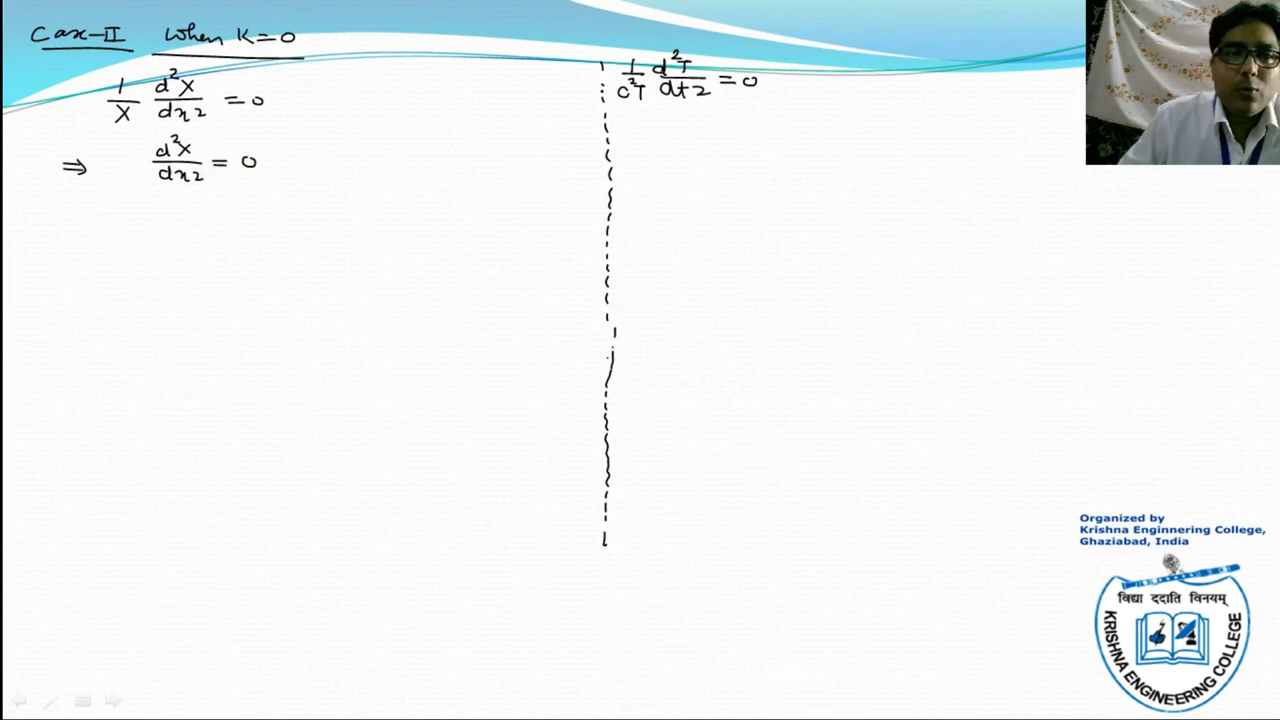 Case-II When K=0
1/X d²X/dx2 = 0
⇒ d²X/dx2 = 0
1/c²T d²T/dt2 = 0
Organized by
Krishna Enginnering College,
Ghaziabad, India
विद्या ददाति विनयम्
KRISHNA ENGINEERING COLLEGE